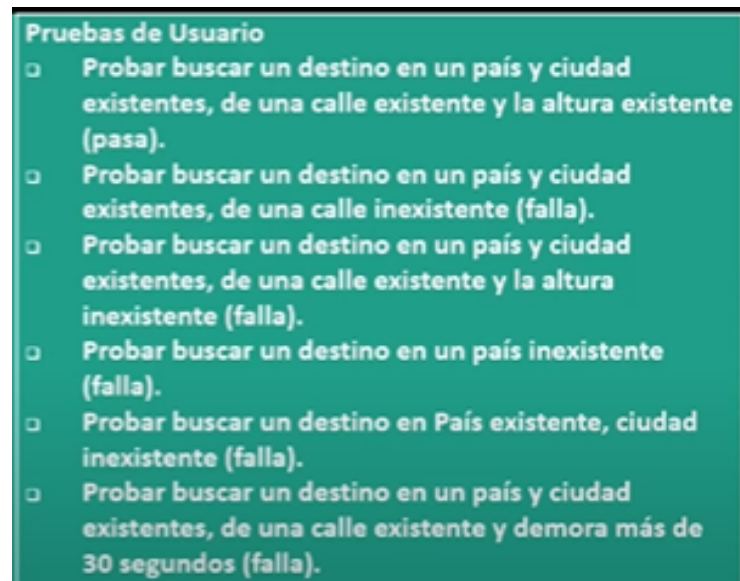 Pruebas de Usuario
❑ Probar buscar un destino en un país y ciudad
existentes, de una calle existente y la altura existente
(pasa).
❑ Probar buscar un destino en un país y ciudad
existentes, de una calle inexistente (falla).
❑ Probar buscar un destino en un país y ciudad
existentes, de una calle existente y la altura
inexistente (falla).
❑ Probar buscar un destino en un país inexistente
(falla).
❑ Probar buscar un destino en País existente, ciudad
inexistente (falla).
❑ Probar buscar un destino en un país y ciudad
existentes, de una calle existente y demora más de
30 segundos (falla).